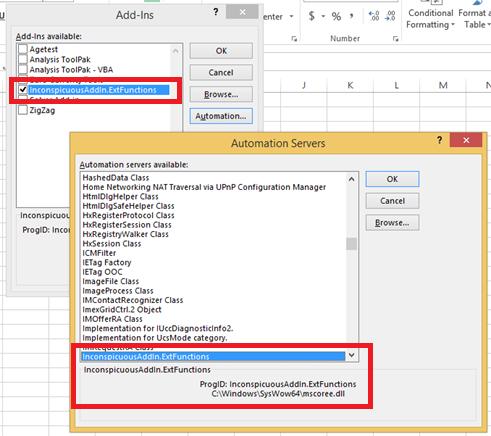 Add-Ins
?
Add-Ins available:
Agetest
Analysis ToolPak
Analysis ToolPak - VBA
InconspicuousAddIn.ExtFunctions
ZigZag
OK
Cancel
Browse...
Automation...
Inconspicuous
ProgID: Incon
$ % ,
Conditional
Formatting
Format a
Table
Number
J K L M N
Automation Servers
?
Automation servers available:
HashedData Class
Home Networking NAT Traversal via UPnP Configuration Manager
HtmlDlgHelper Class
HtmlDlgSafeHelper Class
HxRegisterProtocol Class
HxRegisterSession Class
HxRegistryWalker Class
HxSession Class
ICMFilter
IETag Factory
IETag OOC
ImageFile Class
ImageProcess Class
IMContactRecognizer Class
ImexGridCtrl.2 Object
IMOfferRA Class
Implementation for IUccDiagnosticInfo2.
Implementation for UcsMode category.
IMRequestRA Class
InconspicuousAddIn.ExtFunctions
OK
Cancel
Browse...
InconspicuousAddIn.ExtFunctions
ProgID: InconspicuousAddIn.ExtFunctions
C:\Windows\SysWow64\mscoree.dll